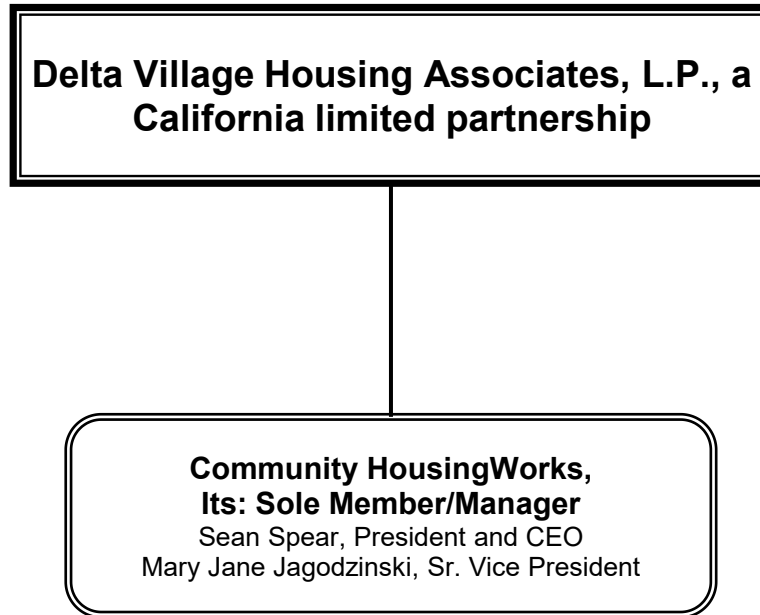 Delta Village Housing Associates, L.P., a
California limited partnership
Community HousingWorks,
Its: Sole Member/Manager
Sean Spear, President and CEO
Mary Jane Jagodzinski, Sr. Vice President